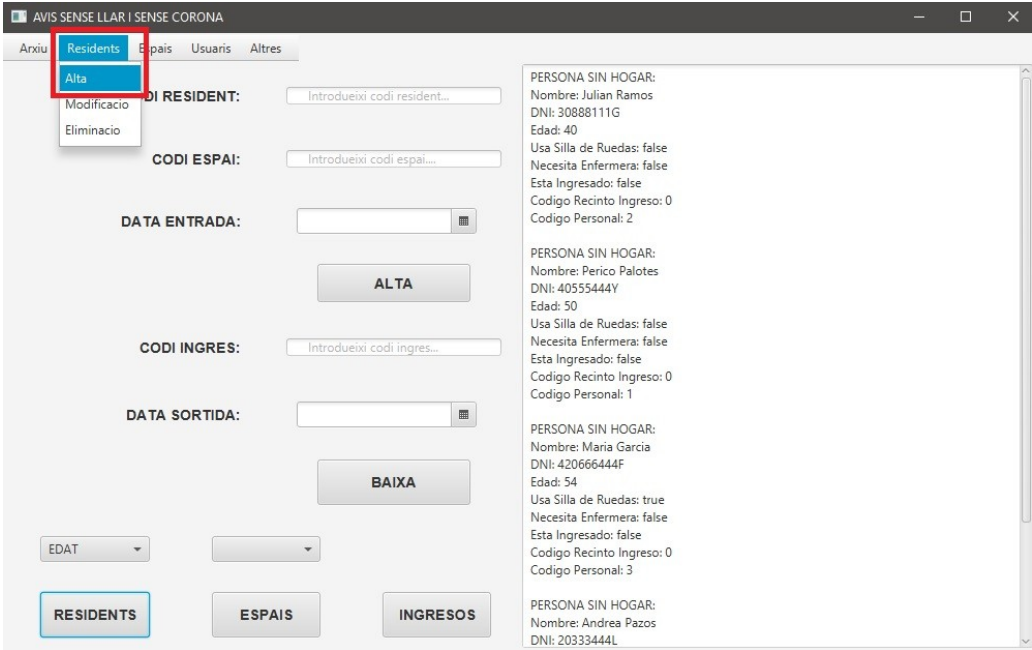 AVIS SENSE LLAR I SENSE CORONA
Arxiu Residents Espais Usuaris Altres
Alta
Modificacio
Eliminacio
DI RESIDENT:
Introdueixi codi resident...
CODI ESPAI:
Introdueixi codi espai....
DATA ENTRADA:
ALTA
CODI INGRES:
Introdueixi codi ingres...
DATA SORTIDA:
BAIXA
EDAT
RESIDENTS
ESPAIS
INGRESOS
PERSONA SIN HOGAR:
Nombre: Julian Ramos
DNI: 30888111G
Edad: 40
Usa Silla de Ruedas: false
Necesita Enfermera: false
Esta Ingresado: false
Codigo Recinto Ingreso: 0
Codigo Personal: 2
PERSONA SIN HOGAR:
Nombre: Perico Palotes
DNI: 40555444Y
Edad: 50
Usa Silla de Ruedas: false
Necesita Enfermera: false
Esta Ingresado: false
Codigo Recinto Ingreso: 0
Codigo Personal: 1
PERSONA SIN HOGAR:
Nombre: Maria Garcia
DNI: 420666444F
Edad: 54
Usa Silla de Ruedas: true
Necesita Enfermera: false
Esta Ingresado: false
Codigo Recinto Ingreso: 0
Codigo Personal: 3
PERSONA SIN HOGAR:
Nombre: Andrea Pazos
DNI: 20333444L